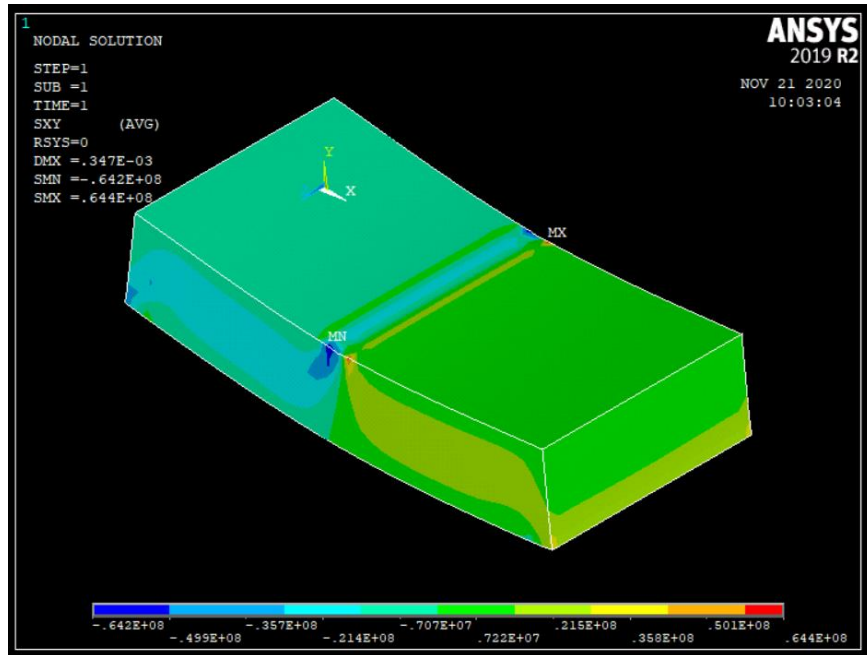 1
NODAL SOLUTION
STEP=1
SUB =1
TIME=1
SXY (AVG)
RSYS=0
DMX =.347E-03
SMN =-.642E+08
SMX =.644E+08
ANSYS
2019 R2
NOV 21 2020
10:03:04
Y
X
MX
MN
-.642E+08 -.357E+08 -.707E+07 .215E+08 .501E+08
-.499E+08 -.214E+08 .722E+07 .358E+08 .644E+08